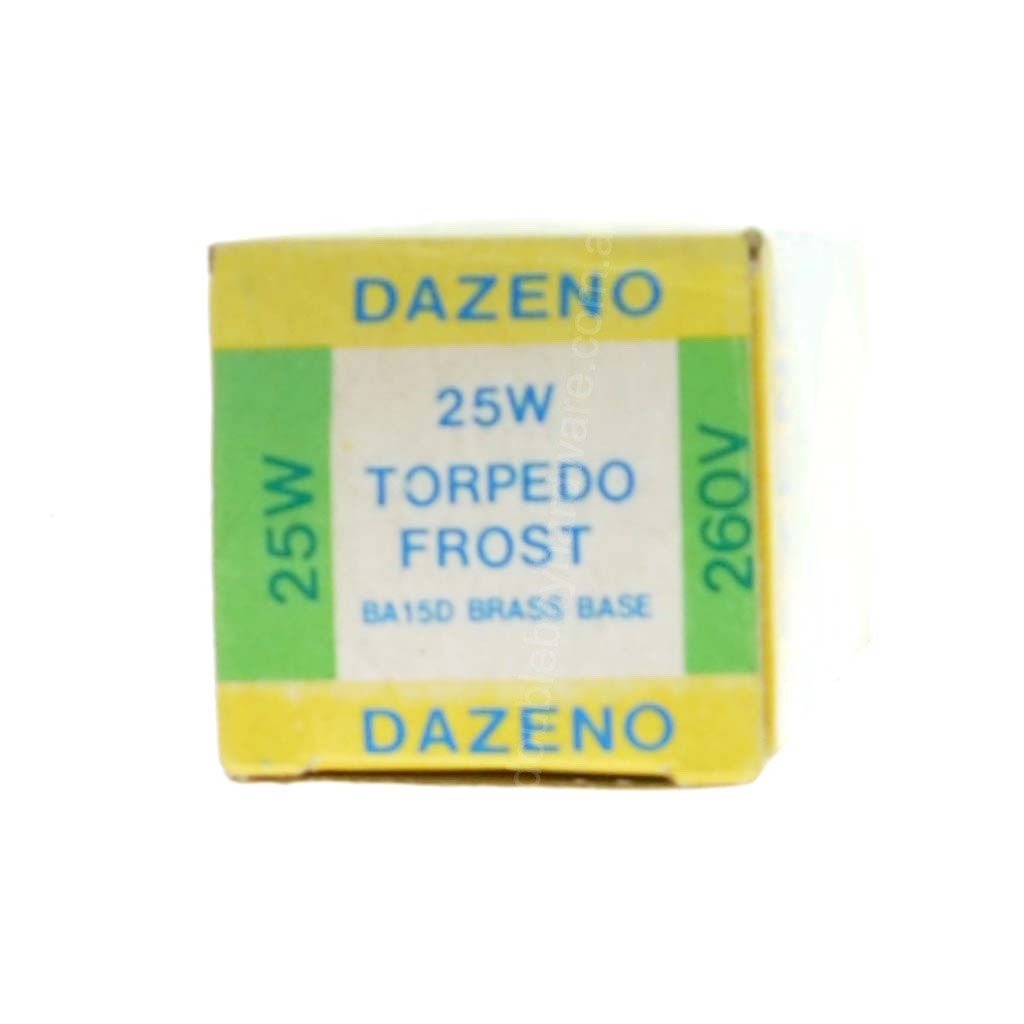 DAZENO
25W
TORPEDO
FROST
BA15D BRASS BASE
25W
260V
DAZENO